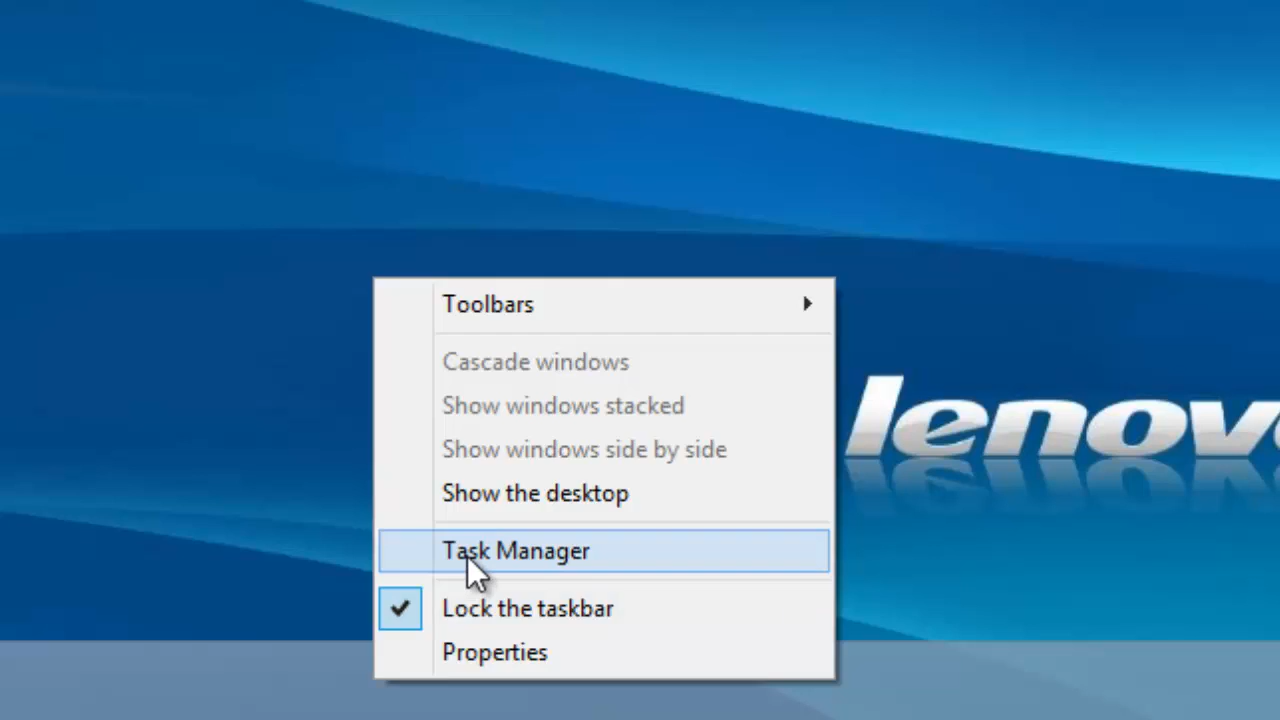 Toolbars
Cascade windows
Show windows stacked
Show windows side by side
Show the desktop
lenov
Task Manager
Lock the taskbar
Properties